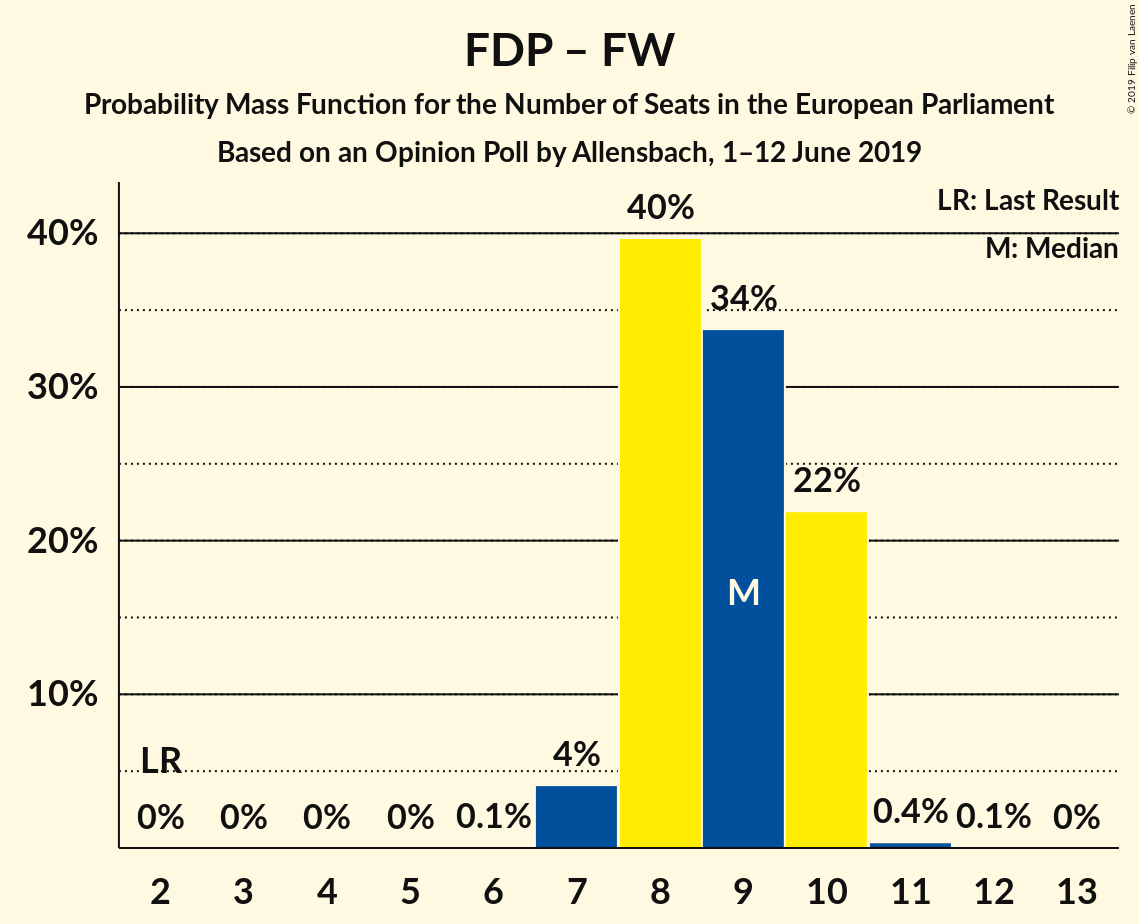 FDP – FW
Probability Mass Function for the Number of Seats in the European Parliament
Based on an Opinion Poll by Allensbach, 1–12 June 2019
© 2019 Filip van Laenen
LR: Last Result
M: Median
40%
30%
20%
10%
40%
34%
22%
M
4%
LR
0% 0% 0% 0% 0.1% 0.4% 0.1% 0%
2 3 4 5 6 7 8 9 10 11 12 13